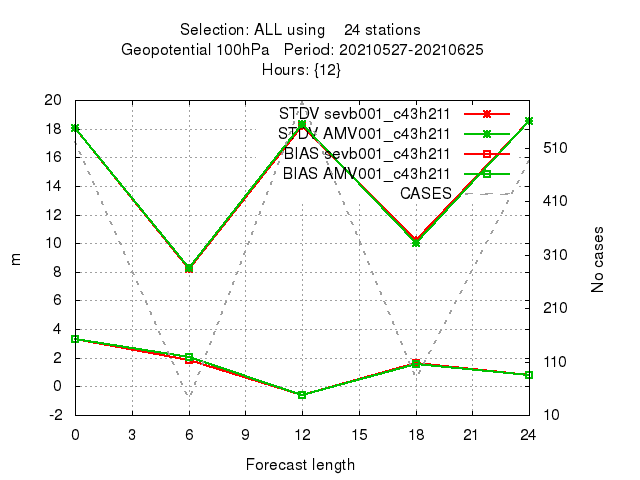 Selection: ALL using    24 stations
Geopotential 100hPa   Period: 20210527-20210625
Hours: {12}
STDV sevb001_c43h211
STDV AMV001_c43h211
BIAS sevb001_c43h211
BIAS AMV001_c43h211
CASES
20
18
16
14
12
10
8
6
4
2
0
-2
m
510
410
310
210
110
10
No cases
0 3 6 9 12 15 18 21 24
Forecast length